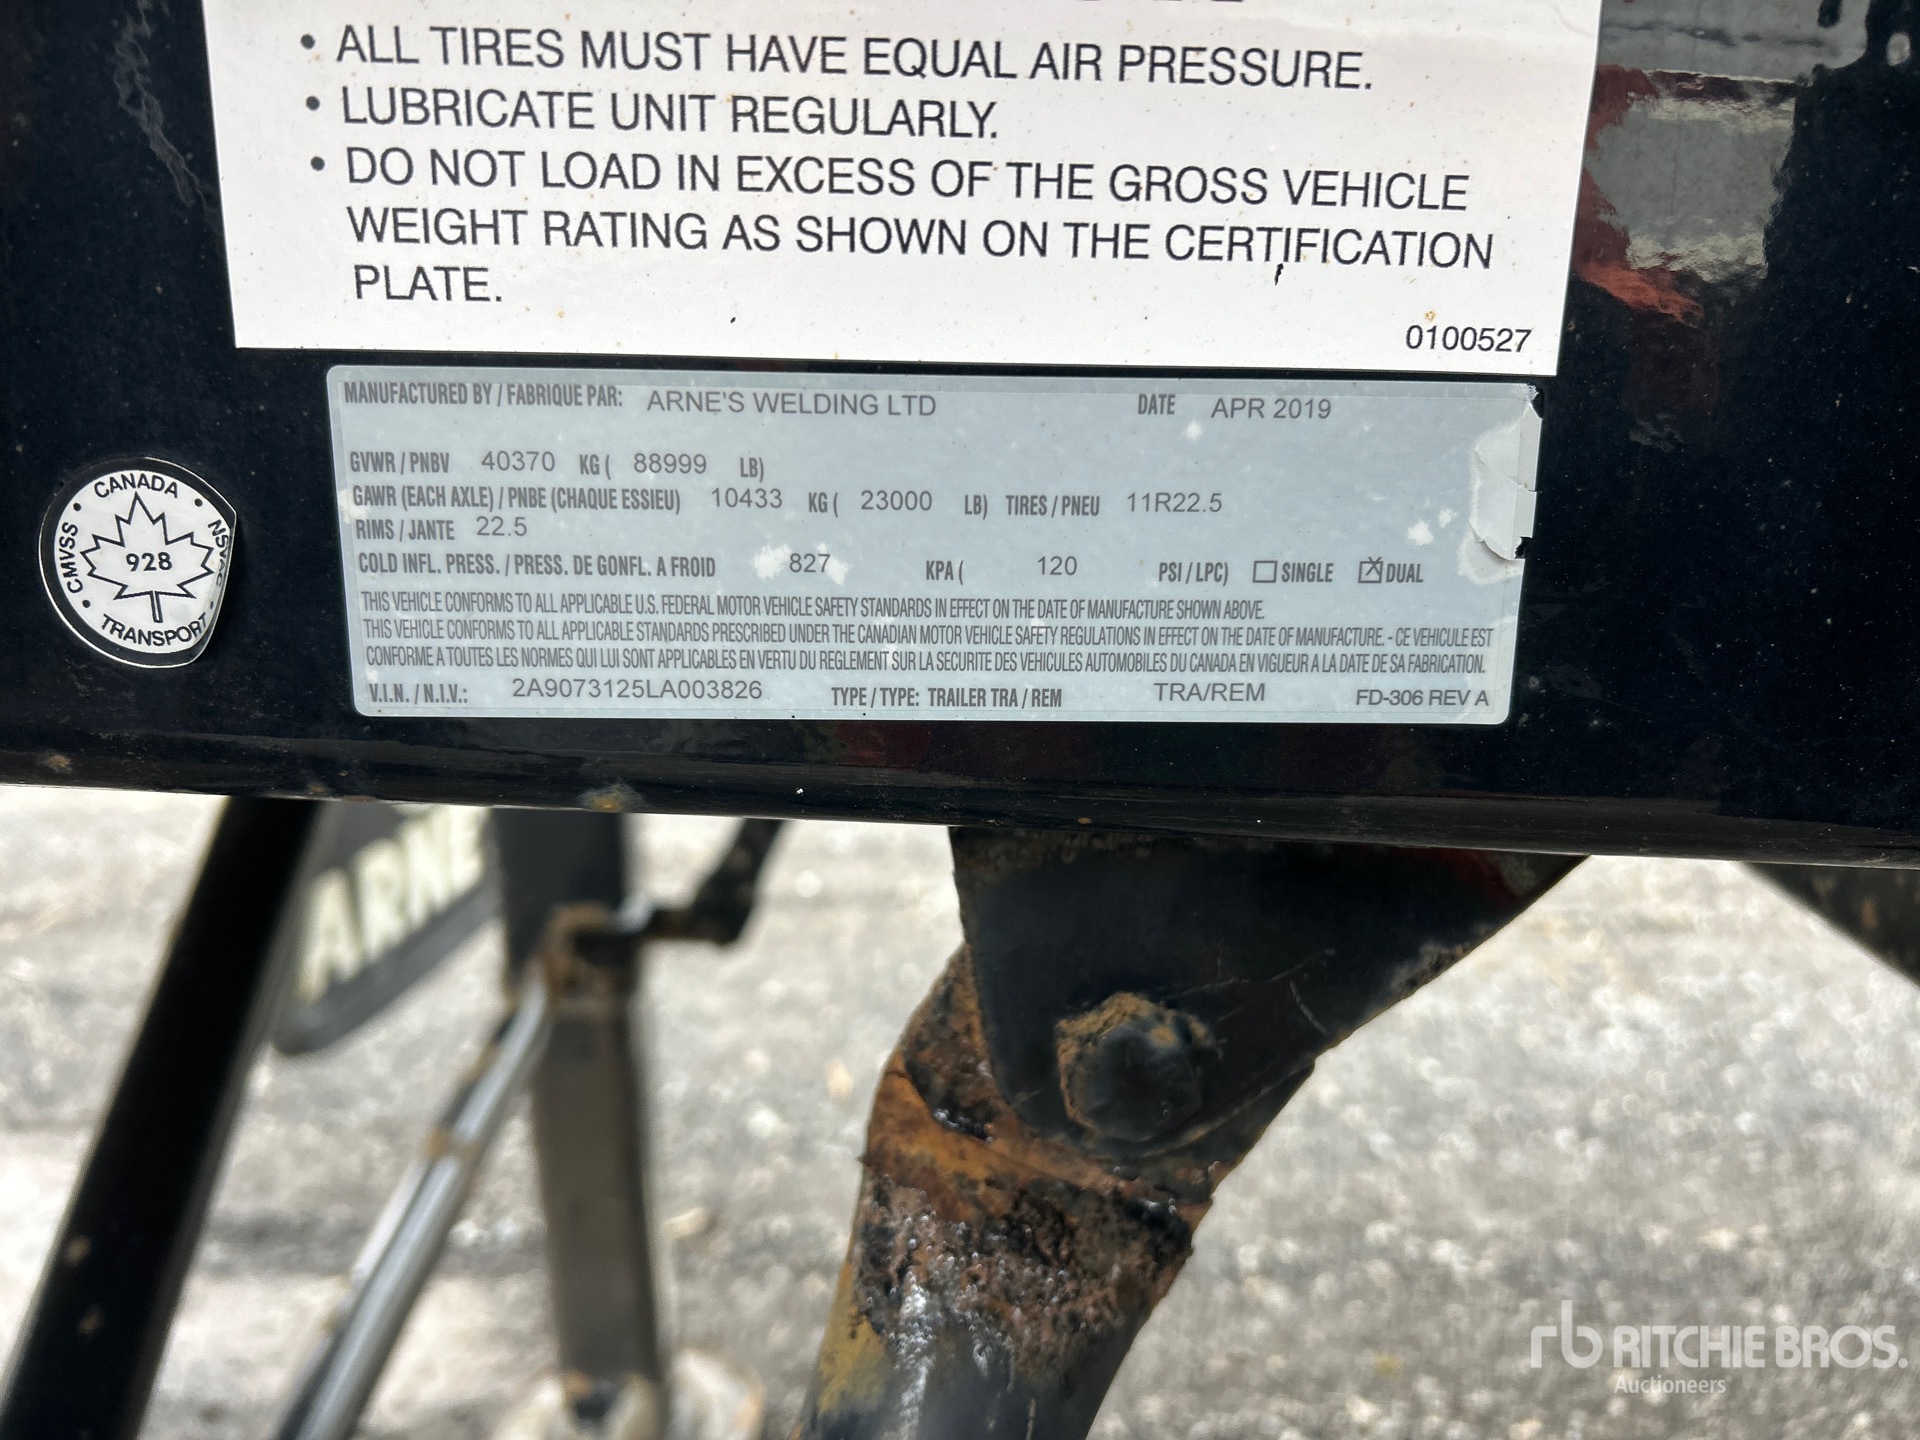 • ALL TIRES MUST HAVE EQUAL AIR PRESSURE.
• LUBRICATE UNIT REGULARLY.
• DO NOT LOAD IN EXCESS OF THE GROSS VEHICLE
WEIGHT RATING AS SHOWN ON THE CERTIFICATION
PLATE.
0100527
MANUFACTURED BY / FABRIQUE PAR: ARNE'S WELDING LTD DATE APR 2019
GVWR / PNBV 40370 KG ( 88999 LB)
GAWR (EACH AXLE) / PNBE (CHAQUE ESSIEU) 10433 KG ( 23000 LB) TIRES / PNEU 11R22.5
RIMS / JANTE 22.5
COLD INFL. PRESS. / PRESS. DE GONFL. A FROID 827 KPA ( 120 PSI / LPC) ☐ SINGLE ☒ DUAL
THIS VEHICLE CONFORMS TO ALL APPLICABLE U.S. FEDERAL MOTOR VEHICLE SAFETY STANDARDS IN EFFECT ON THE DATE OF MANUFACTURE SHOWN ABOVE.
THIS VEHICLE CONFORMS TO ALL APPLICABLE STANDARDS PRESCRIBED UNDER THE CANADIAN MOTOR VEHICLE SAFETY REGULATIONS IN EFFECT ON THE DATE OF MANUFACTURE. - CE VEHICULE EST
CONFORME A TOUTES LES NORMES QUI LUI SONT APPLICABLES EN VERTU DU REGLEMENT SUR LA SECURITE DES VEHICULES AUTOMOBILES DU CANADA EN VIGUEUR A LA DATE DE SA FABRICATION.
V.I.N. / N.I.V.: 2A9073125LA003826 TYPE / TYPE: TRAILER TRA / REM TRA/REM FD-306 REV A
CANADA
CMVSS • 928 • NSVAC
TRANSPORT
ARNE
rb RITCHIE BROS.
Auctioneers